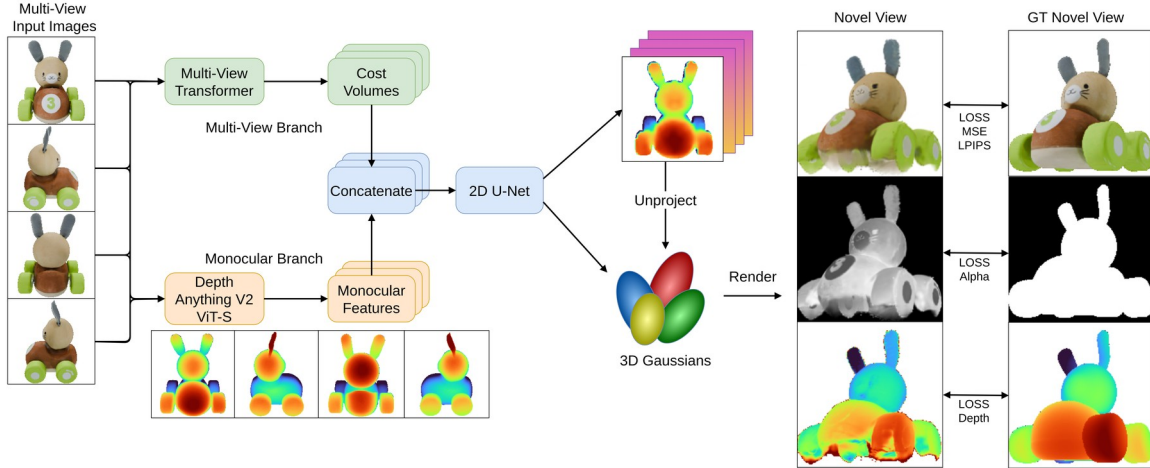 Multi-View
Input Images
Multi-View
Transformer
Cost
Volumes
Multi-View Branch
Concatenate
2D U-Net
Monocular Branch
Depth
Anything V2
ViT-S
Monocular
Features
Unproject
3D Gaussians
Render
Novel View
GT Novel View
3
LOSS
MSE
LPIPS
LOSS
Alpha
LOSS
Depth